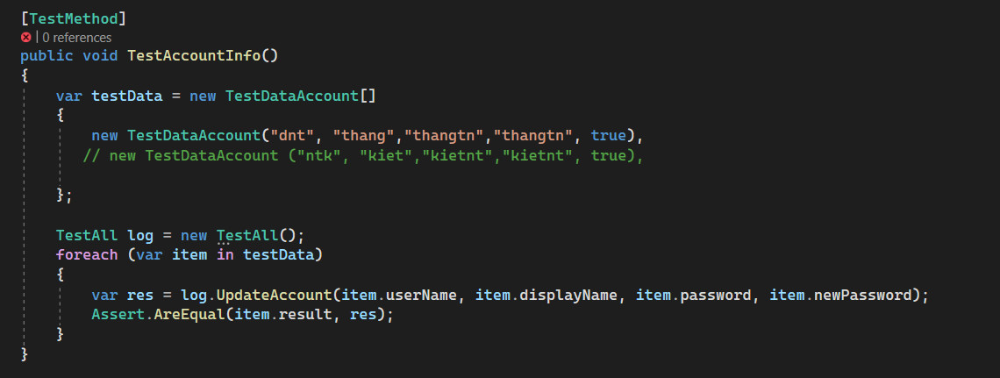 [TestMethod]
| 0 references
public void TestAccountInfo()
{
var testData = new TestDataAccount[]
{
new TestDataAccount("dnt", "thang","thangtn","thangtn", true),
// new TestDataAccount ("ntk", "kiet","kietnt","kietnt", true),
};
TestAll log = new TestAll();
foreach (var item in testData)
{
var res = log.UpdateAccount(item.userName, item.displayName, item.password, item.newPassword);
Assert.AreEqual(item.result, res);
}
}